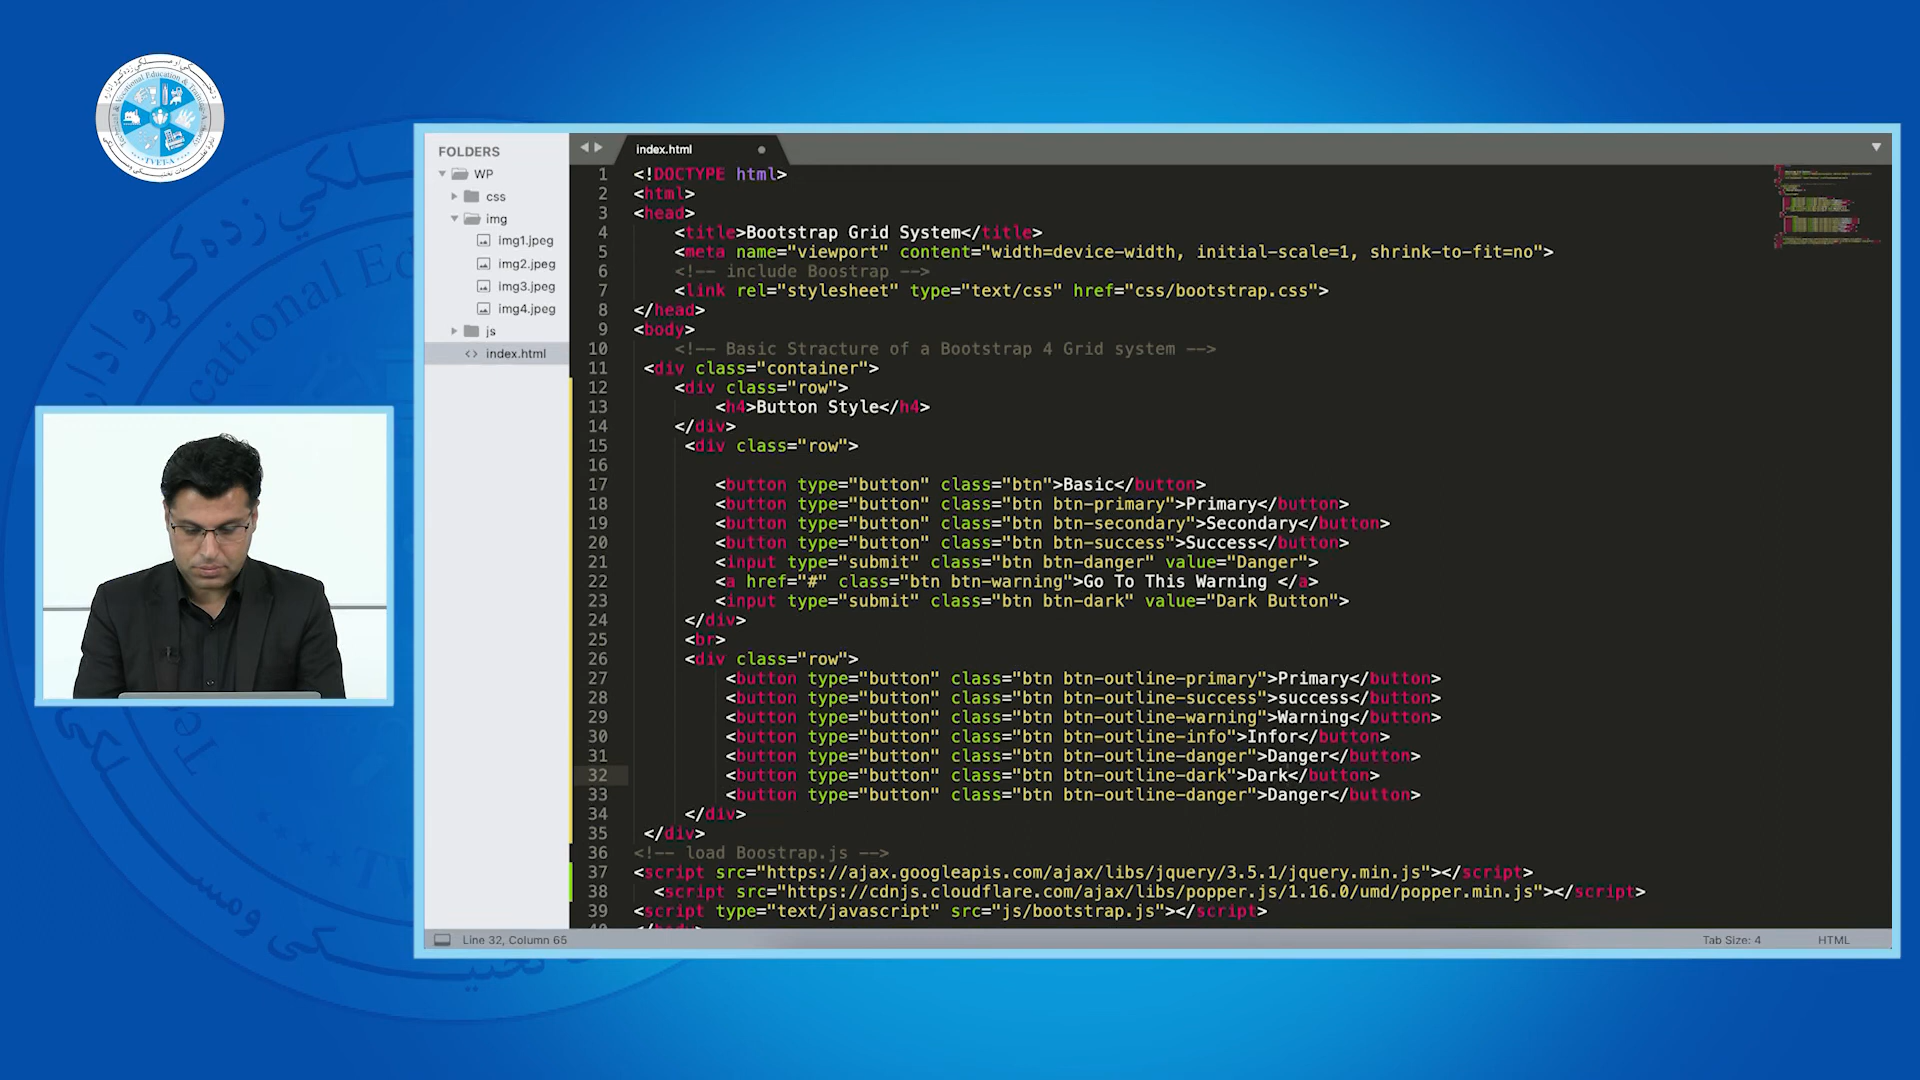 Technical & Vocational Education & Training Authority
TVET-A
FOLDERS
WP
css
img
img1.jpeg
img2.jpeg
img3.jpeg
img4.jpeg
js
index.html
index.html
1 <!DOCTYPE html>
2 <html>
3 <head>
4 <title>Bootstrap Grid System</title>
5 <meta name="viewport" content="width=device-width, initial-scale=1, shrink-to-fit=no">
6 <!-- include Boostrap -->
7 <link rel="stylesheet" type="text/css" href="css/bootstrap.css">
8 </head>
9 <body>
10 <!-- Basic Stracture of a Bootstrap 4 Grid system -->
11 <div class="container">
12 <div class="row">
13 <h4>Button Style</h4>
14 </div>
15 <div class="row">
16
17 <button type="button" class="btn">Basic</button>
18 <button type="button" class="btn btn-primary">Primary</button>
19 <button type="button" class="btn btn-secondary">Secondary</button>
20 <button type="button" class="btn btn-success">Success</button>
21 <input type="submit" class="btn btn-danger" value="Danger">
22 <a href="#" class="btn btn-warning">Go To This Warning </a>
23 <input type="submit" class="btn btn-dark" value="Dark Button">
24 </div>
25 <br>
26 <div class="row">
27 <button type="button" class="btn btn-outline-primary">Primary</button>
28 <button type="button" class="btn btn-outline-success">success</button>
29 <button type="button" class="btn btn-outline-warning">Warning</button>
30 <button type="button" class="btn btn-outline-info">Infor</button>
31 <button type="button" class="btn btn-outline-danger">Danger</button>
32 <button type="button" class="btn btn-outline-dark">Dark</button>
33 <button type="button" class="btn btn-outline-danger">Danger</button>
34 </div>
35 </div>
36 <!-- load Boostrap.js -->
37 <script src="https://ajax.googleapis.com/ajax/libs/jquery/3.5.1/jquery.min.js"></script>
38 <script src="https://cdnjs.cloudflare.com/ajax/libs/popper.js/1.16.0/umd/popper.min.js"></script>
39 <script type="text/javascript" src="js/bootstrap.js"></script>
Line 32, Column 65
Tab Size: 4
HTML